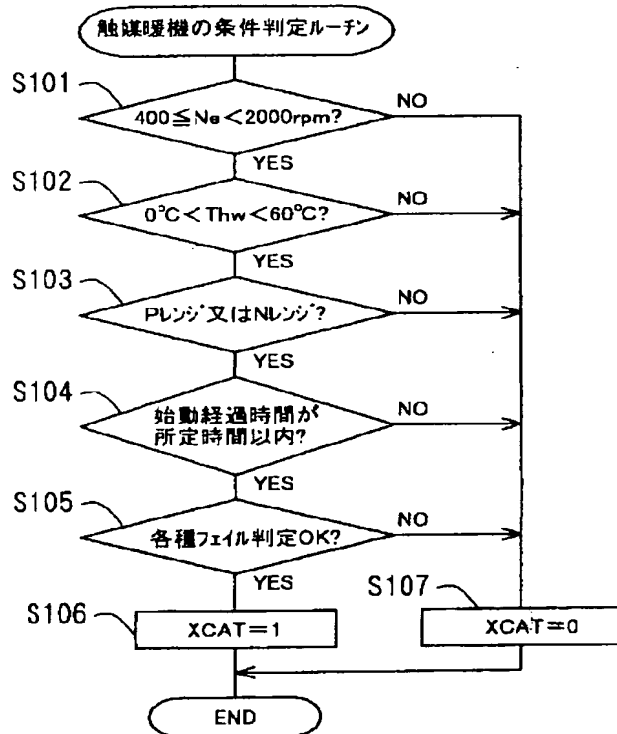 触媒暖機の条件判定ルーチン
S101
400≦Ne<2000rpm?
NO
YES
S102
0℃<Thw<60℃?
NO
YES
S103
Pレンジ又はNレンジ?
NO
YES
S104
始動経過時間が
所定時間以内?
NO
YES
S105
各種フェイル判定OK?
NO
YES
S106
XCAT=1
S107
XCAT=0
END